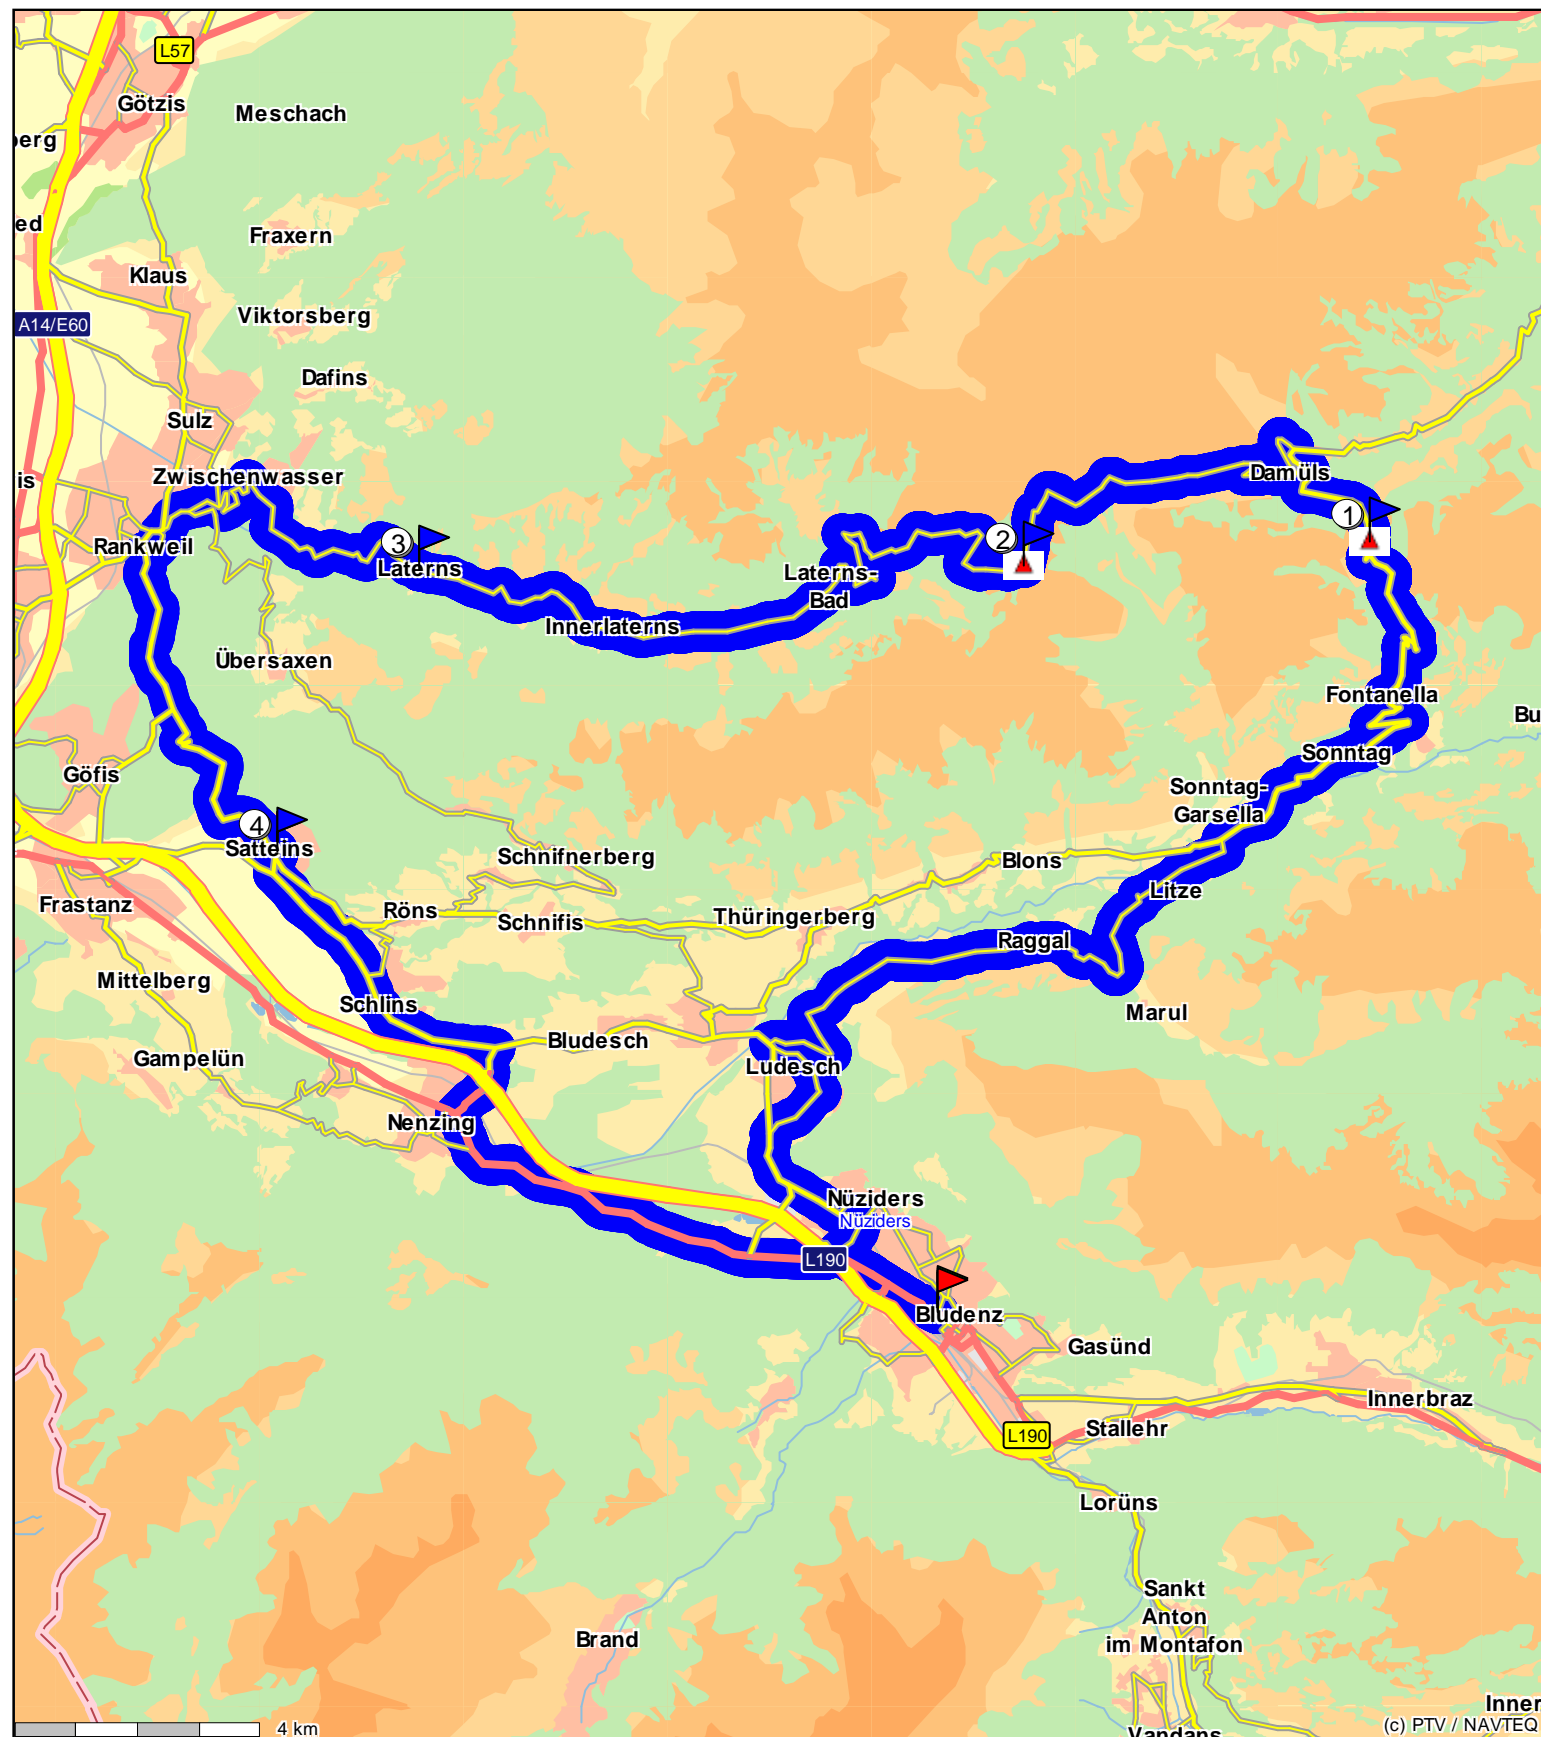 L57
Götzis
Meschach
berg
ed
Fraxern
Klaus
Viktorsberg
A14/E60
Dafins
Sulz
Damüls
Zwischenwasser
is
1
2
3
Rankweil
Laterns
Laterns-
Bad
Innerlaterns
Übersaxen
Fontanella
Bu
Sonntag
Göfis
Sonntag-
Garsella
4
Satteins
Schnifnerberg
Blons
Litze
Frastanz
Röns
Schnifis
Thüringerberg
Raggal
Mittelberg
Schlins
Marul
Bludesch
Gampelün
Ludesch
Nenzing
Nüziders
Nüziders
L190
Bludenz
Gasünd
Innerbraz
Stallehr
L190
Lorüns
Sankt
Anton
im Montafon
Brand
Inner
4 km
(c) PTV / NAVTEQ
Vandans